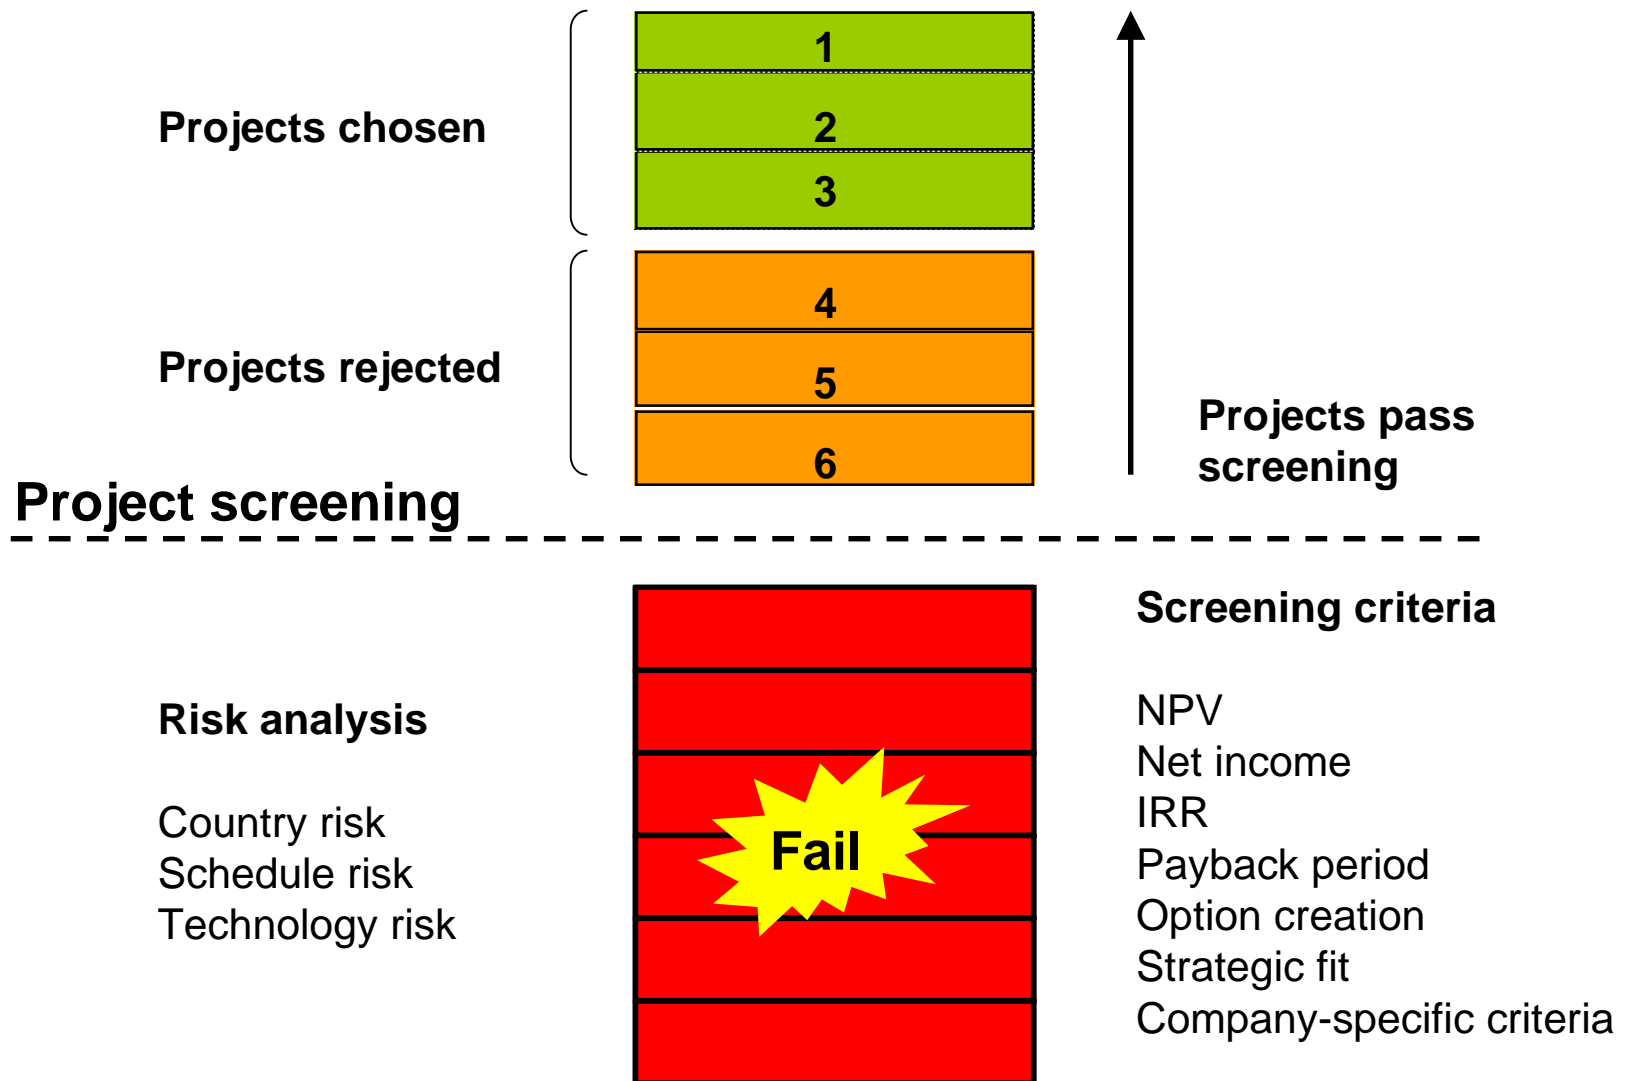 1
Projects chosen
2
3
4
Projects rejected
5
6
Projects pass
screening
Project screening
Screening criteria
Risk analysis
Country risk
Schedule risk
Technology risk
Fail
NPV
Net income
IRR
Payback period
Option creation
Strategic fit
Company-specific criteria